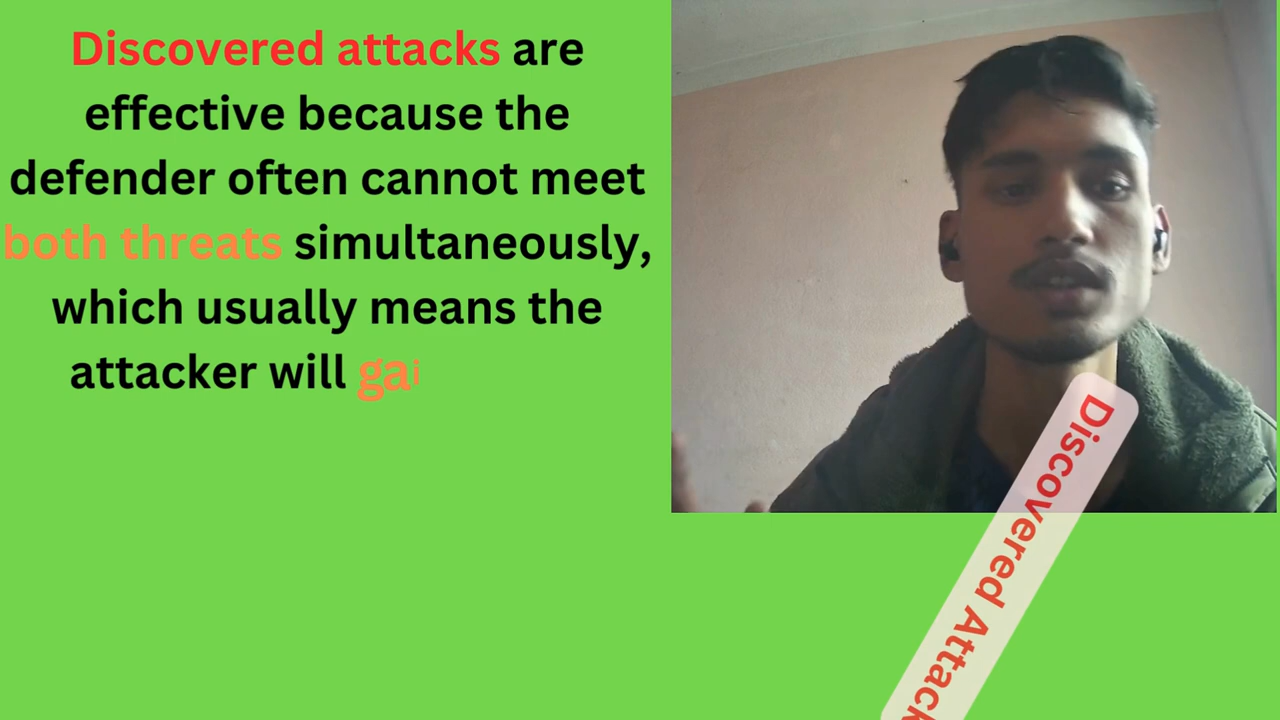 Discovered attacks are
effective because the
defender often cannot meet
both threats simultaneously,
which usually means the
attacker will gai
Discovered Attack